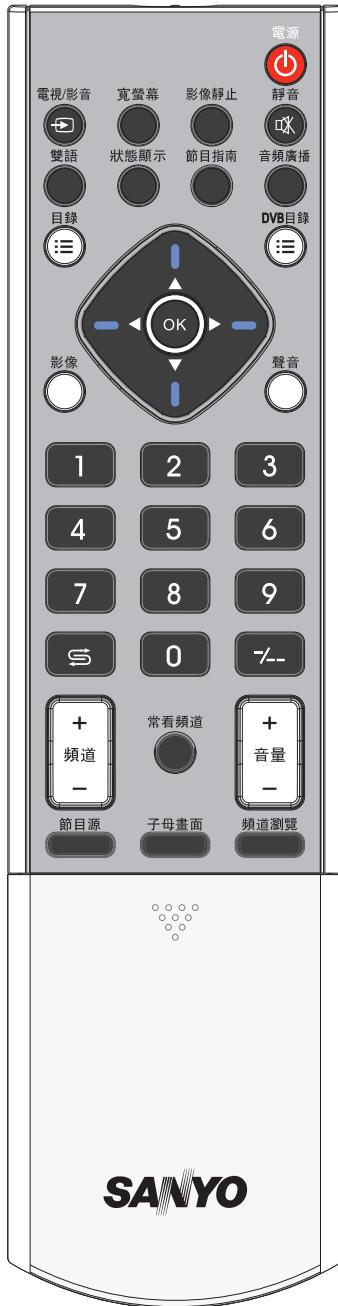 電源
電視/影音 寬螢幕 影像靜止 靜音
雙語 狀態顯示 節目指南 音頻廣播
目錄 DVB目錄
OK
影像 聲音
1 2 3
4 5 6
7 8 9
0 -/--
+ 常看頻道 +
頻道 音量
− −
節目源 子母畫面 頻道瀏覽
SANYO